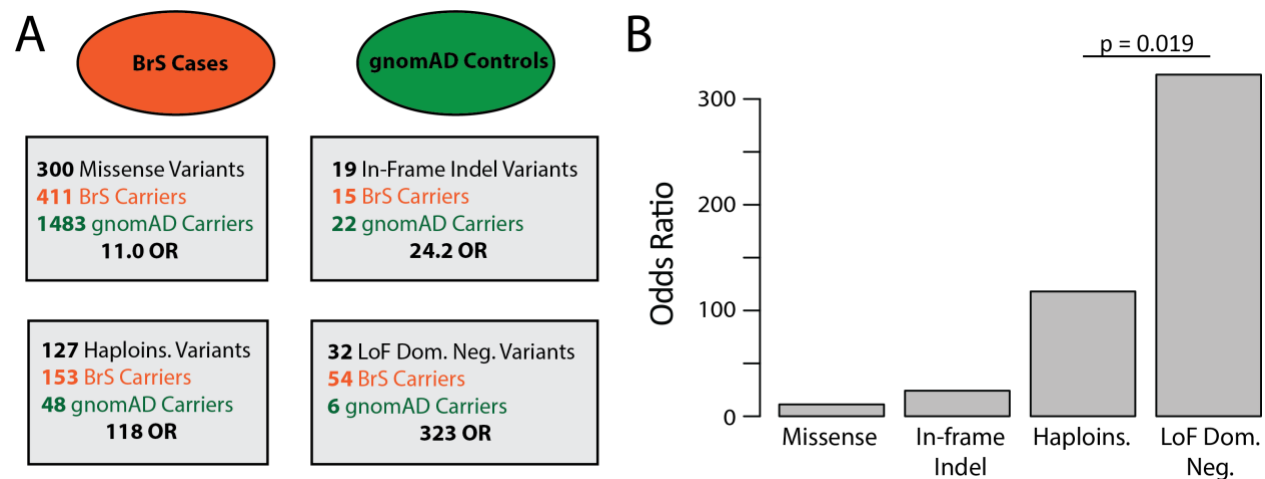 A
BrS Cases
gnomAD Controls
300 Missense Variants
411 BrS Carriers
1483 gnomAD Carriers
11.0 OR
19 In-Frame Indel Variants
15 BrS Carriers
22 gnomAD Carriers
24.2 OR
127 Haploins. Variants
153 BrS Carriers
48 gnomAD Carriers
118 OR
32 LoF Dom. Neg. Variants
54 BrS Carriers
6 gnomAD Carriers
323 OR
B
p = 0.019
Odds Ratio
300
200
100
0
Missense
In-frame
Indel
Haploins.
LoF Dom.
Neg.